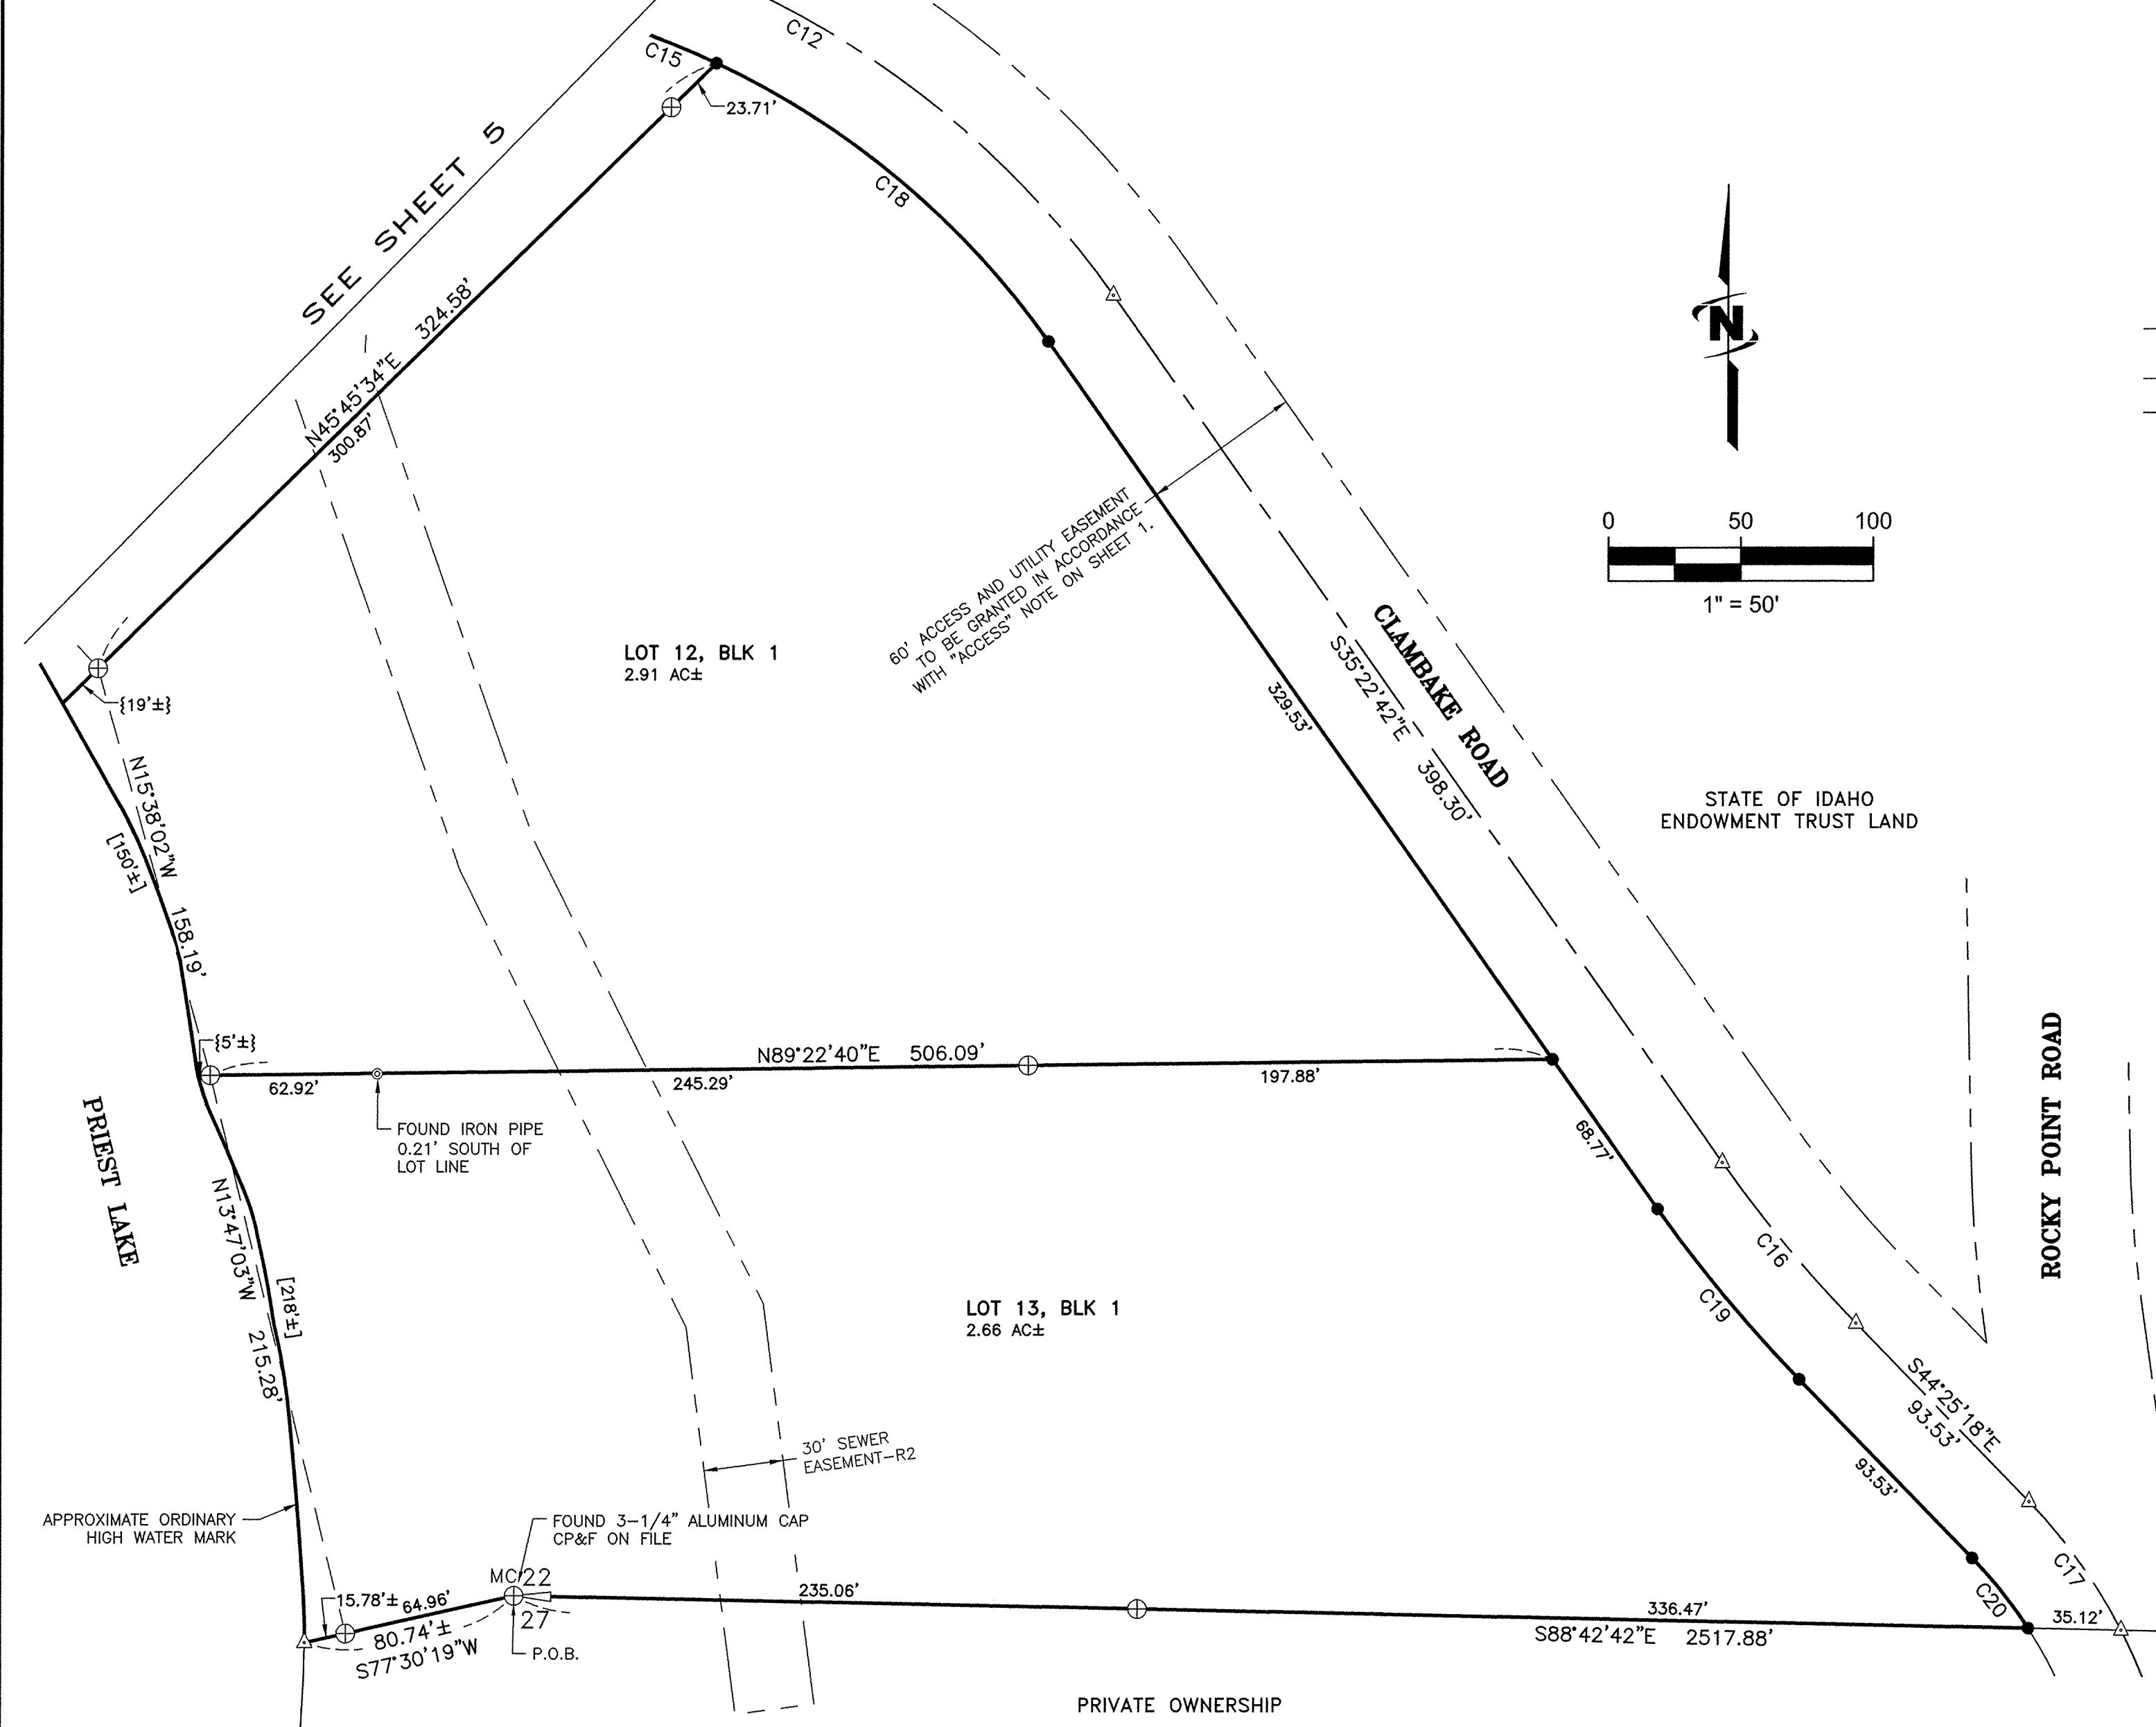 C12
C15
23.71'
C18
SEE SHEET 5
N45°45'34"E 324.58'
300.87'
N
0 50 100
1" = 50'
60' ACCESS AND UTILITY EASEMENT
TO BE GRANTED IN ACCORDANCE
WITH "ACCESS" NOTE ON SHEET 1.
LOT 12, BLK 1
2.91 AC±
{19'±}
CLAMBAKE ROAD
S35°22'42"E 398.30'
329.53'
STATE OF IDAHO
ENDOWMENT TRUST LAND
N15°38'02"W 158.19'
[150'±]
{5'±}
N89°22'40"E 506.09'
62.92'
245.29'
197.88'
FOUND IRON PIPE
0.21' SOUTH OF
LOT LINE
PRIEST LAKE
68.77'
ROCKY POINT ROAD
N13°47'03"W 215.28'
[218'±]
C16
C19
LOT 13, BLK 1
2.66 AC±
S44°25'18"E
93.53'
93.53'
30' SEWER
EASEMENT-R2
APPROXIMATE ORDINARY
HIGH WATER MARK
FOUND 3-1/4" ALUMINUM CAP
CP&F ON FILE
MC 22
27
15.78'± 64.96'
80.74'±
S77°30'19"W
P.O.B.
235.06'
336.47'
S88°42'42"E 2517.88'
C20
C17
35.12'
PRIVATE OWNERSHIP